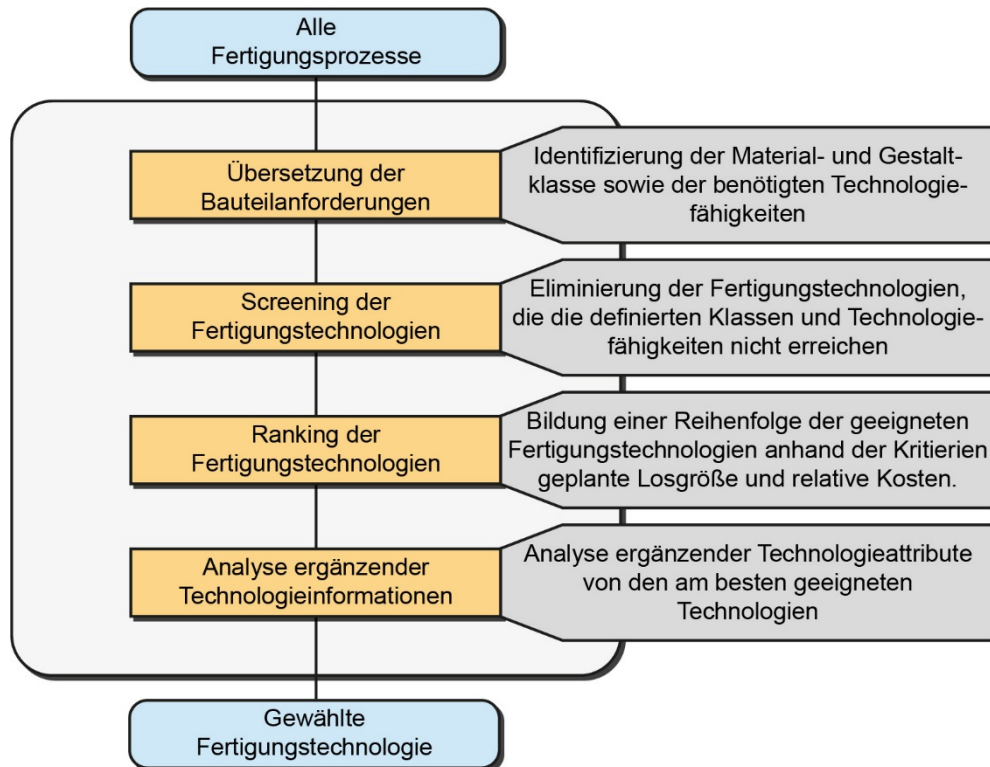 Alle
Fertigungsprozesse
Übersetzung der
Bauteilanforderungen
Identifizierung der Material- und Gestalt-
klasse sowie der benötigten Technologie-
fähigkeiten
Screening der
Fertigungstechnologien
Eliminierung der Fertigungstechnologien,
die die definierten Klassen und Technologie-
fähigkeiten nicht erreichen
Ranking der
Fertigungstechnologien
Bildung einer Reihenfolge der geeigneten
Fertigungstechnologien anhand der Kritierien
geplante Losgröße und relative Kosten.
Analyse ergänzender
Technologieinformationen
Analyse ergänzender Technologieattribute
von den am besten geeigneten
Technologien
Gewählte
Fertigungstechnologie